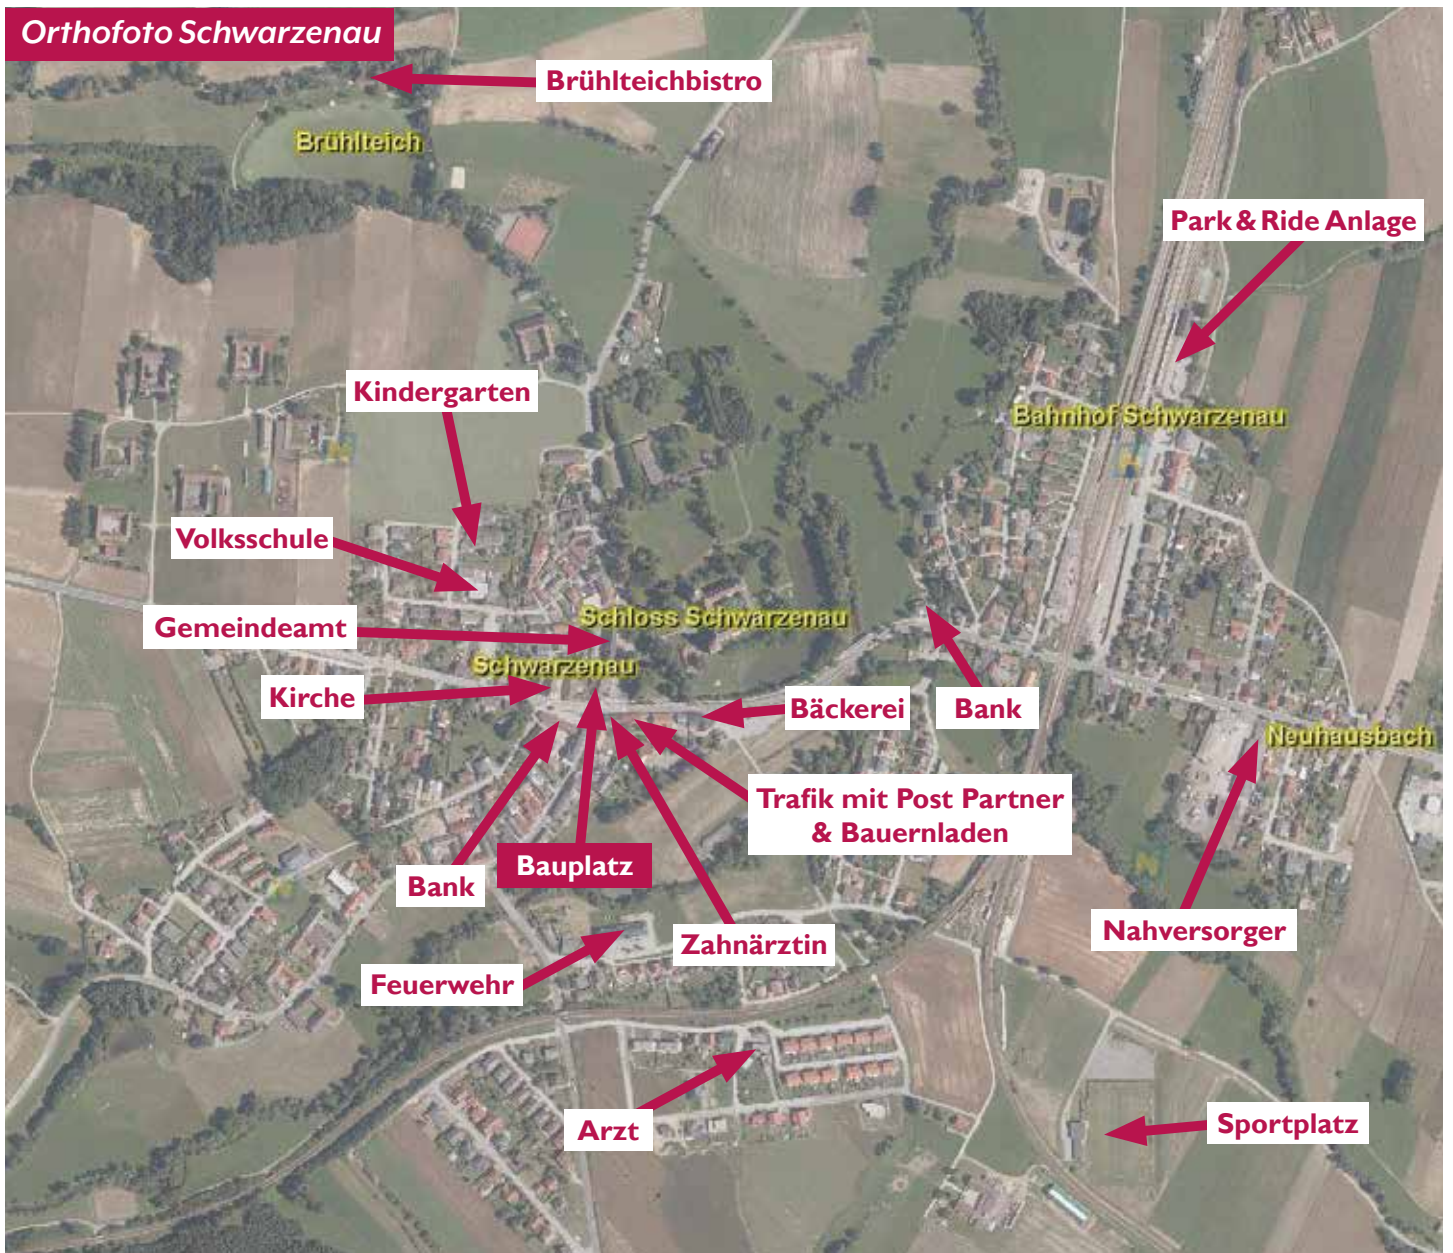 Orthofoto Schwarzenau
Brühlteichbistro
Brühlteich
Park & Ride Anlage
Kindergarten
Bahnhof Schwarzenau
Volksschule
Gemeindeamt
Schloss Schwarzenau
Schwarzenau
Kirche
Bäckerei
Bank
Neuhausbach
Trafik mit Post Partner
& Bauernladen
Bauplatz
Bank
Nahversorger
Zahnärztin
Feuerwehr
Arzt
Sportplatz